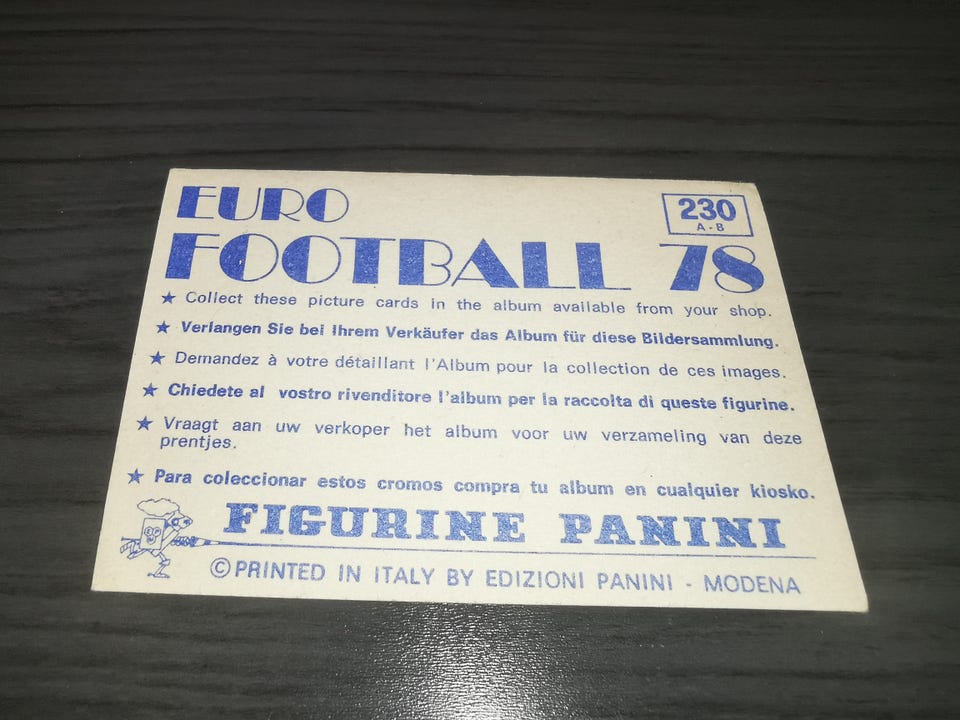 EURO
230
A-B
FOOTBALL 78
★ Collect these picture cards in the album available from your shop.
★ Verlangen Sie bei Ihrem Verkäufer das Album für diese Bildersammlung.
★ Demandez à votre détaillant l'Album pour la collection de ces images.
★ Chiedete al vostro rivenditore l'album per la raccolta di queste figurine.
★ Vraagt aan uw verkoper het album voor uw verzameling van deze
prentjes.
★ Para coleccionar estos cromos compra tu album en cualquier kiosko.
FIGURINE PANINI
© PRINTED IN ITALY BY EDIZIONI PANINI - MODENA